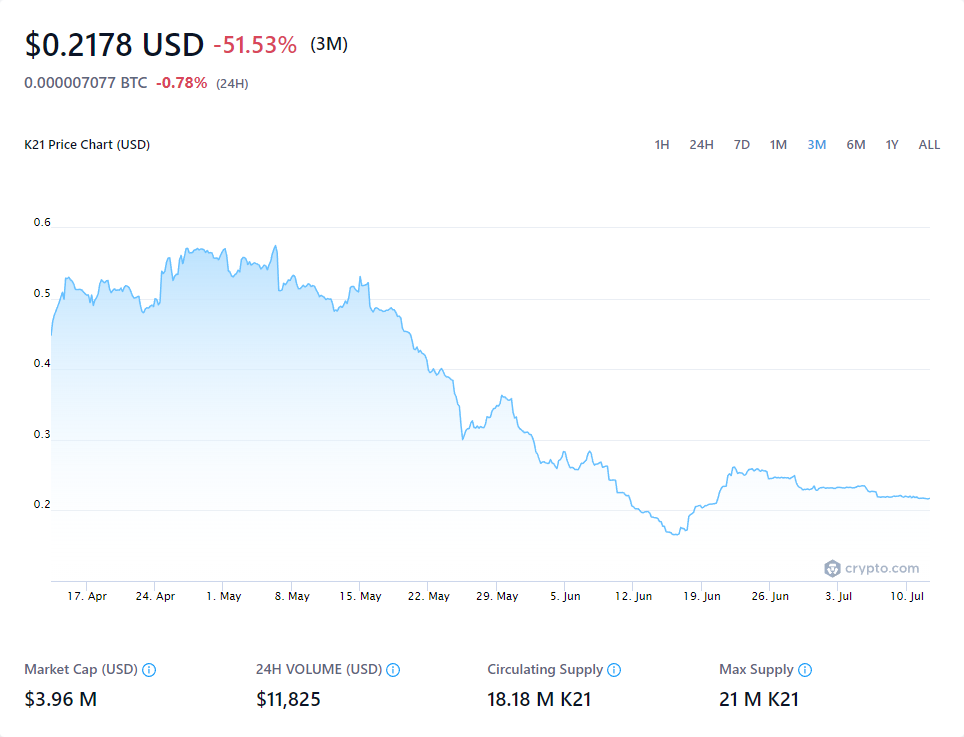 $0.2178 USD -51.53% (3M)
0.000007077 BTC -0.78% (24H)
K21 Price Chart (USD)
1H 24H 7D 1M 3M 6M 1Y ALL
0.6
0.5
0.4
0.3
0.2
crypto.com
17. Apr 24. Apr 1. May 8. May 15. May 22. May 29. May 5. Jun 12. Jun 19. Jun 26. Jun 3. Jul 10. Jul
Market Cap (USD) 24H VOLUME (USD) Circulating Supply Max Supply
$3.96 M $11,825 18.18 M K21 21 M K21